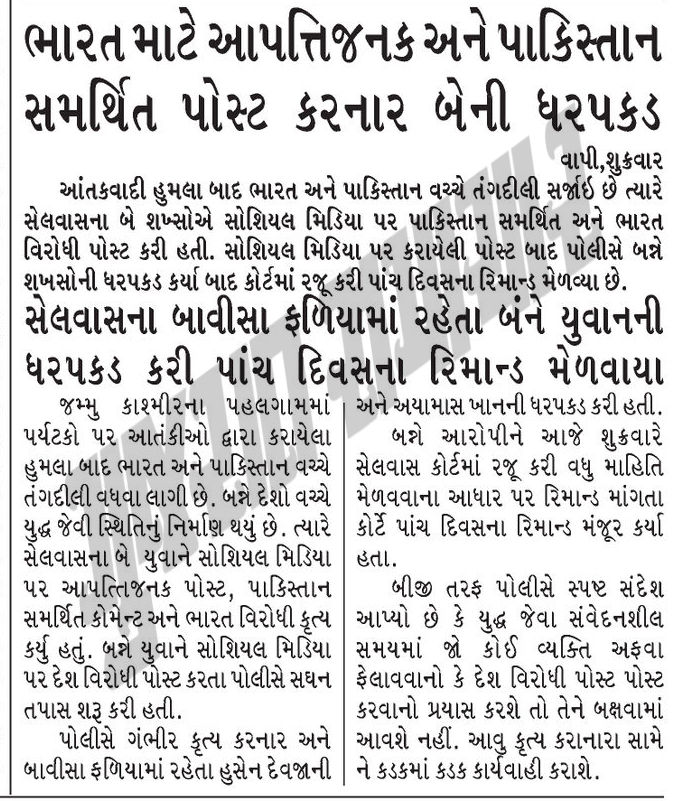 ભારત માટે આપત્તિજનક અને પાકિસ્તાન
સમર્થિત પોસ્ટ કરનાર બેની ધરપકડ
વાપી,શુક્રવાર
આંતકવાદી હુમલા બાદ ભારત અને પાકિસ્તાન વચ્ચે તંગદીલી સર્જાઇ છે ત્યારે
સેલવાસના બે શખ્સોએ સોશિયલ મિડિયા પર પાકિસ્તાન સમર્થિત અને ભારત
વિરોધી પોસ્ટ કરી હતી. સોશિયલ મિડિયા પર કરાયેલી પોસ્ટ બાદ પોલીસે બન્ને
શખસોની ધરપકડ કર્યા બાદ કોર્ટમાં રજૂ કરી પાંચ દિવસના રિમાન્ડ મેળવ્યા છે.
સેલવાસના બાવીસા ફળિયામાં રહેતા બંને યુવાનની
ધરપકડ કરી પાંચ દિવસના રિમાન્ડ મેળવાયા
જમ્મુ કાશ્મીરના પહલગામમાં
પર્યટકો પર આતંકીઓ દ્વારા કરાયેલા
હુમલા બાદ ભારત અને પાકિસ્તાન વચ્ચે
તંગદીલી વધવા લાગી છે. બન્ને દેશો વચ્ચે
યુદ્ધ જેવી સ્થિતિનું નિર્માણ થયું છે. ત્યારે
સેલવાસના બે યુવાને સોશિયલ મિડિયા
પર આપત્તિજનક પોસ્ટ, પાકિસ્તાન
સમર્થિત કોમેન્ટ અને ભારત વિરોધી કૃત્ય
કર્યુ હતું. બન્ને યુવાને સોશિયલ મિડિયા
પર દેશ વિરોધી પોસ્ટ કરતા પોલીસે સઘન
તપાસ શરૂ કરી હતી.
પોલીસે ગંભીર કૃત્ય કરનાર અને
બાવીસા ફળિયામાં રહેતા હુસેન દેવજાની
અને અયામાસ ખાનની ધરપકડ કરી હતી.
બન્ને આરોપીને આજે શુક્રવારે
સેલવાસ કોર્ટમાં રજૂ કરી વધુ માહિતિ
મેળવવાના આધાર પર રિમાન્ડ માંગતા
કોર્ટે પાંચ દિવસના રિમાન્ડ મંજૂર કર્યા
હતા.
બીજી તરફ પોલીસે સ્પષ્ટ સંદેશ
આપ્યો છે કે યુદ્ધ જેવા સંવેદનશીલ
સમયમાં જો કોઈ વ્યક્તિ અફવા
ફેલાવવાનો કે દેશ વિરોધી પોસ્ટ પોસ્ટ
કરવાનો પ્રયાસ કરશે તો તેને બક્ષવામાં
આવશે નહીં. આવુ કૃત્ય કરાનારા સામે
ને કડકમાં કડક કાર્યવાહી કરાશે.
ગુજરાત સમાચાર